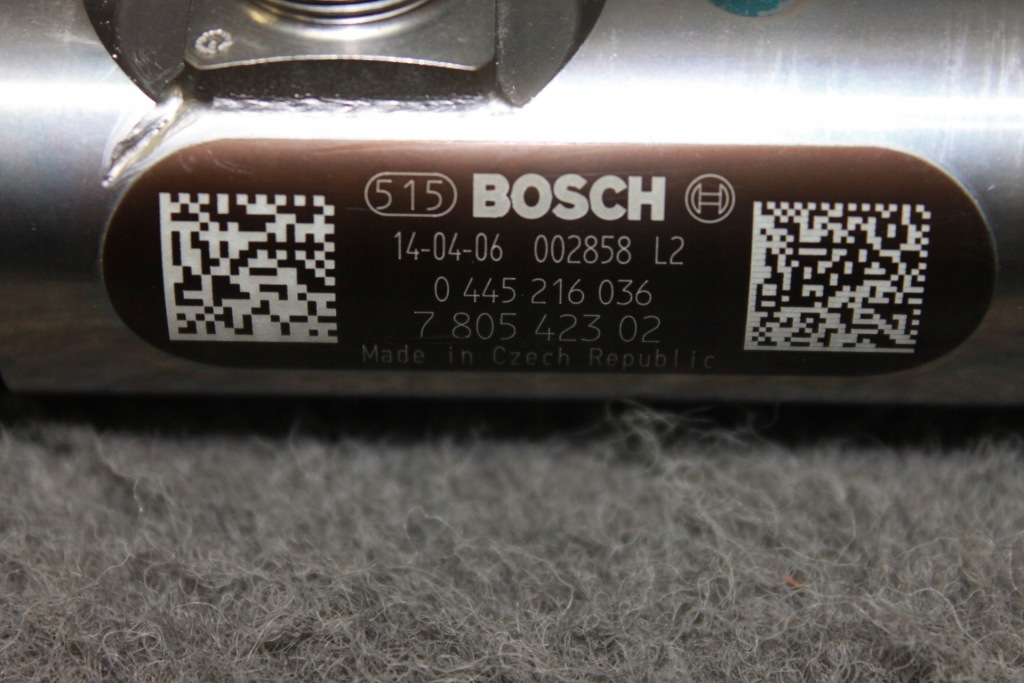 515 BOSCH
14-04-06 002858 L2
0 445 216 036
7 805 423 02
Made in Czech Republic